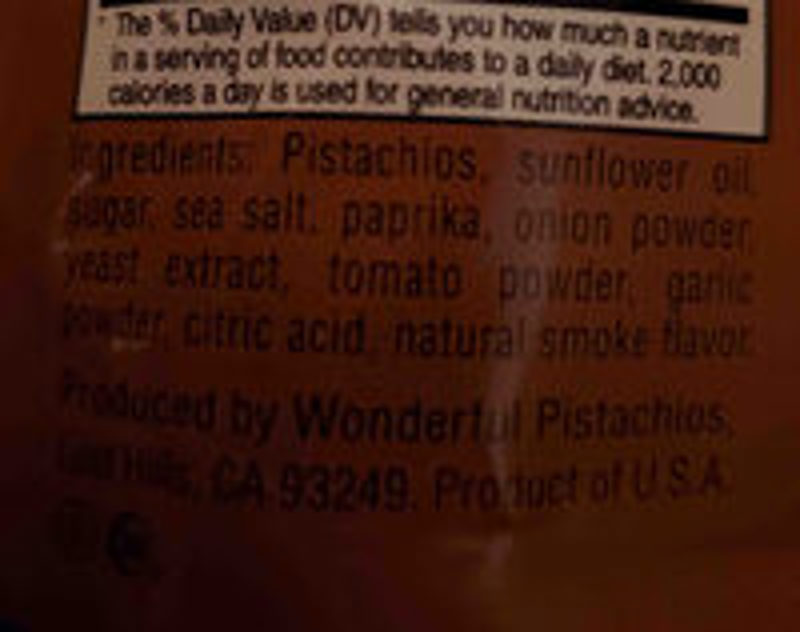 * The % Daily Value (DV) tells you how much a nutrient
in a serving of food contributes to a daily diet. 2,000
calories a day is used for general nutrition advice.
Ingredients: Pistachios, sunflower oil,
sugar, sea salt, paprika, onion powder,
yeast extract, tomato powder, garlic
powder, citric acid, natural smoke flavor.
Produced by Wonderful Pistachios,
Lost Hills, CA 93249. Product of U.S.A.